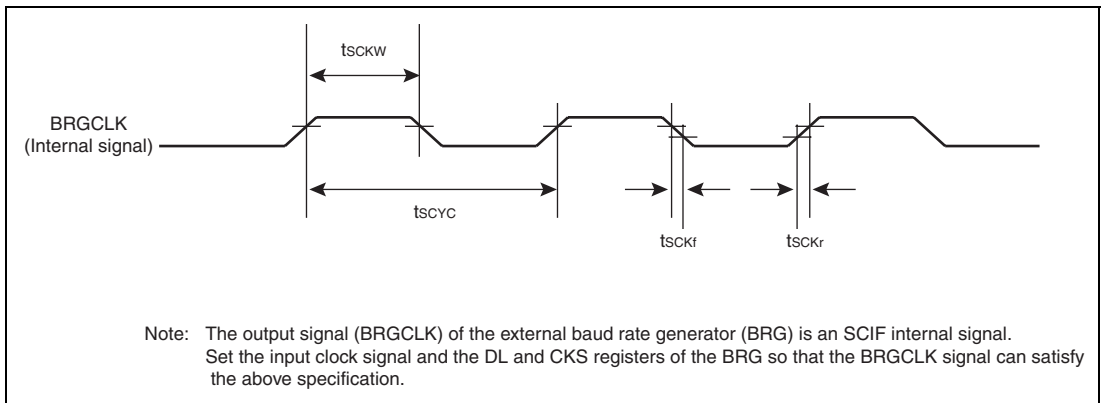 tSCKW
BRGCLK
(Internal signal)
tSCYC
tSCKf
tSCKr
Note: The output signal (BRGCLK) of the external baud rate generator (BRG) is an SCIF internal signal.
Set the input clock signal and the DL and CKS registers of the BRG so that the BRGCLK signal can satisfy
the above specification.